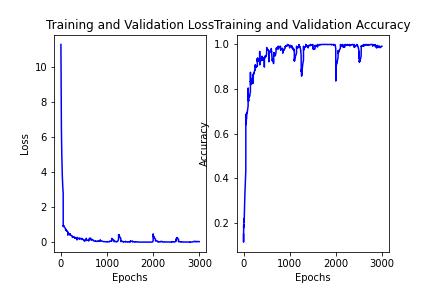 Training and Validation Loss
10
8
6
4
2
0
Loss
0 1000 2000 3000
Epochs
Training and Validation Accuracy
1.0
0.8
0.6
0.4
0.2
Accuracy
0 1000 2000 3000
Epochs